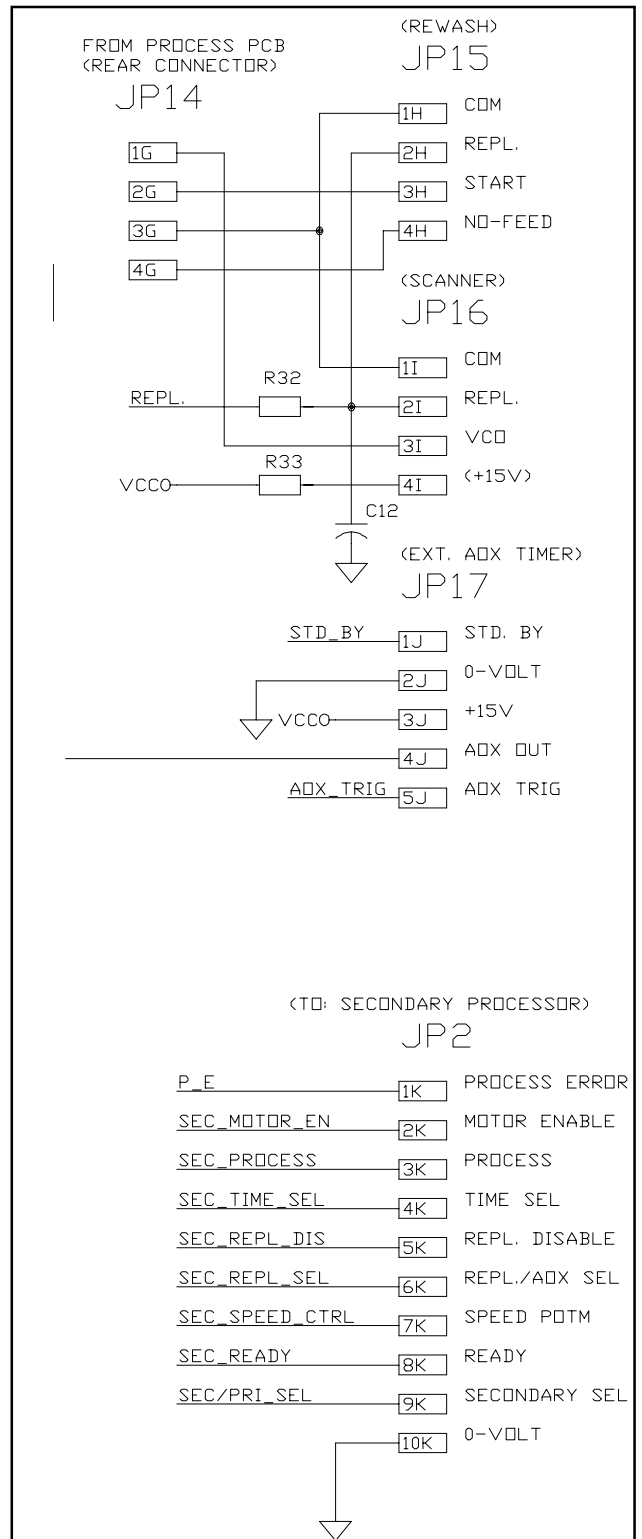 (REWASH)
FROM PROCESS PCB
(REAR CONNECTOR)
JP15
JP14
1H COM
1G 2H REPL.
2G 3H START
3G 4H NO-FEED
4G
(SCANNER)
JP16
1I COM
R32
REPL. 2I REPL.
3I VCO
R33
VCCO 4I (+15V)
C12
(EXT. AOX TIMER)
JP17
STD_BY 1J STD. BY
2J 0-VOLT
VCCO 3J +15V
4J AOX OUT
AOX_TRIG 5J AOX TRIG
(TO: SECONDARY PROCESSOR)
JP2
P_E 1K PROCESS ERROR
SEC_MOTOR_EN 2K MOTOR ENABLE
SEC_PROCESS 3K PROCESS
SEC_TIME_SEL 4K TIME SEL
SEC_REPL_DIS 5K REPL. DISABLE
SEC_REPL_SEL 6K REPL./AOX SEL
SEC_SPEED_CTRL 7K SPEED POTM
SEC_READY 8K READY
SEC/PRI_SEL 9K SECONDARY SEL
10K 0-VOLT